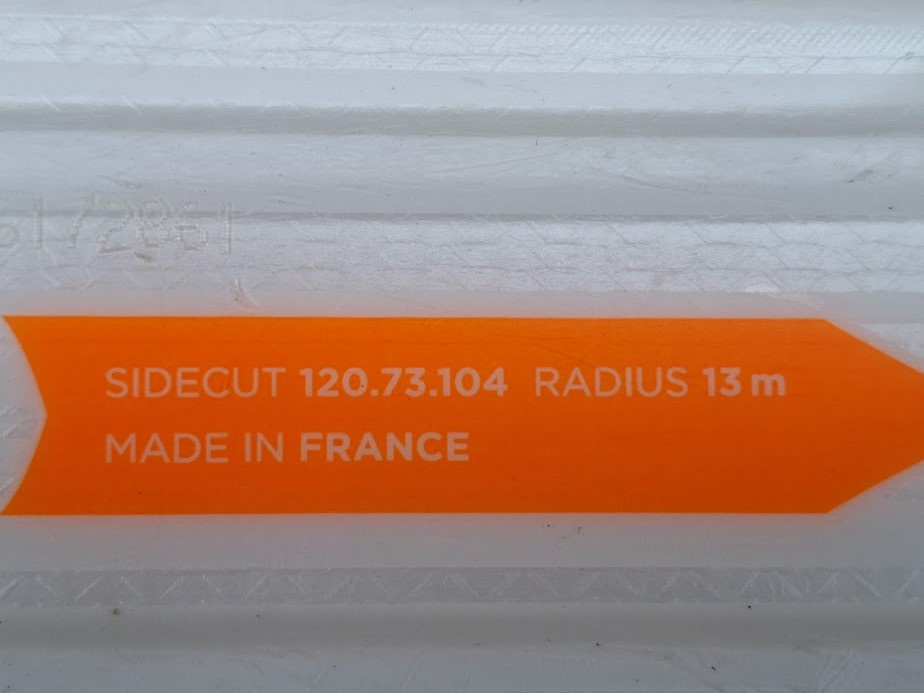 SIDECUT 120.73.104 RADIUS 13 m
MADE IN FRANCE